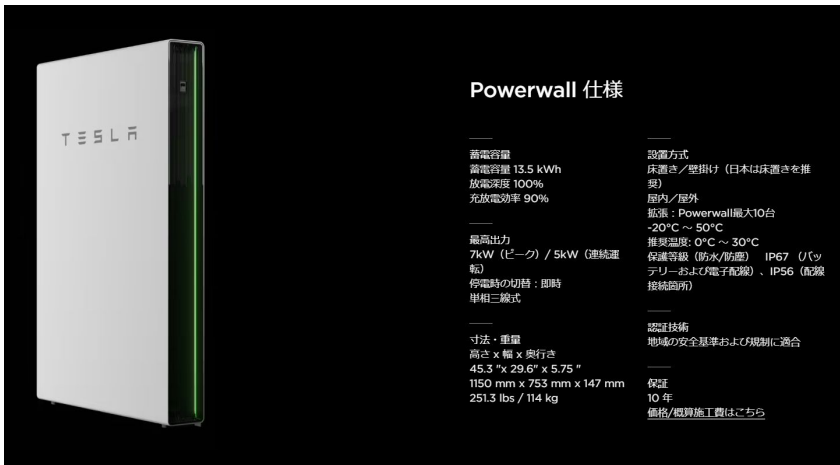 TESLA
Powerwall 仕様
蓄電容量
蓄電容量 13.5 kWh
放電深度 100%
充放電効率 90%
最高出力
7kW（ピーク）/ 5kW（連続運
転）
停電時の切替：即時
単相三線式
寸法・重量
高さ x 幅 x 奥行き
45.3 "x 29.6" x 5.75 "
1150 mm x 753 mm x 147 mm
251.3 lbs / 114 kg
設置方式
床置き／壁掛け（日本は床置きを推
奨）
屋内／屋外
拡張：Powerwall最大10台
-20°C ～ 50°C
推奨温度: 0°C ～ 30°C
保護等級（防水/防塵） IP67 （バッ
テリーおよび電子配線）、IP56（配線
接続箇所）
認証技術
地域の安全基準および規制に適合
保証
10 年
価格/概算施工費はこちら